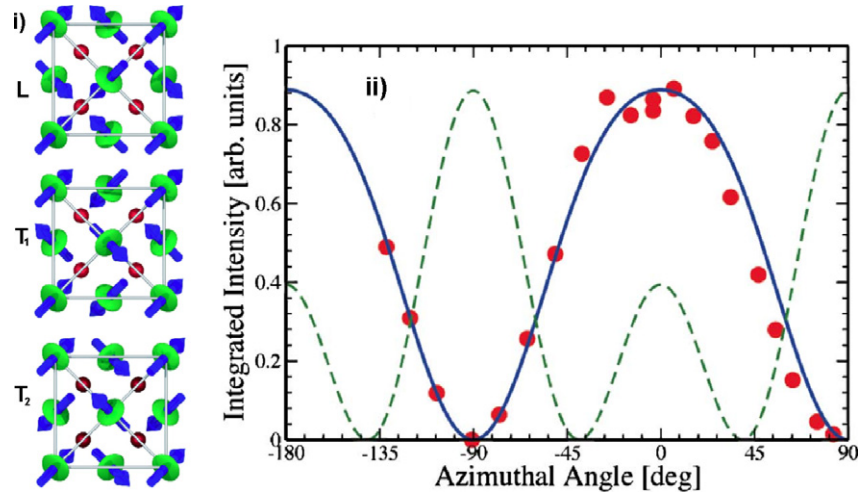 i)
L
T1
T2
ii)
Integrated Intensity [arb. units]
1
0.8
0.6
0.4
0.2
0
-180
-135
-90
-45
0
45
90
Azimuthal Angle [deg]